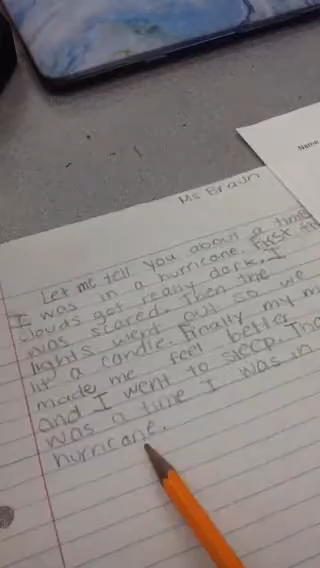 Name
Ms Braun
Let me tell you about a time
I was in a hurricane. First
clouds got really dark. I
was scared. Then the
lights went out so we
lit a candle. Finally my
made me feel better
and I went to sleep.
was a time I was in
hurricane.